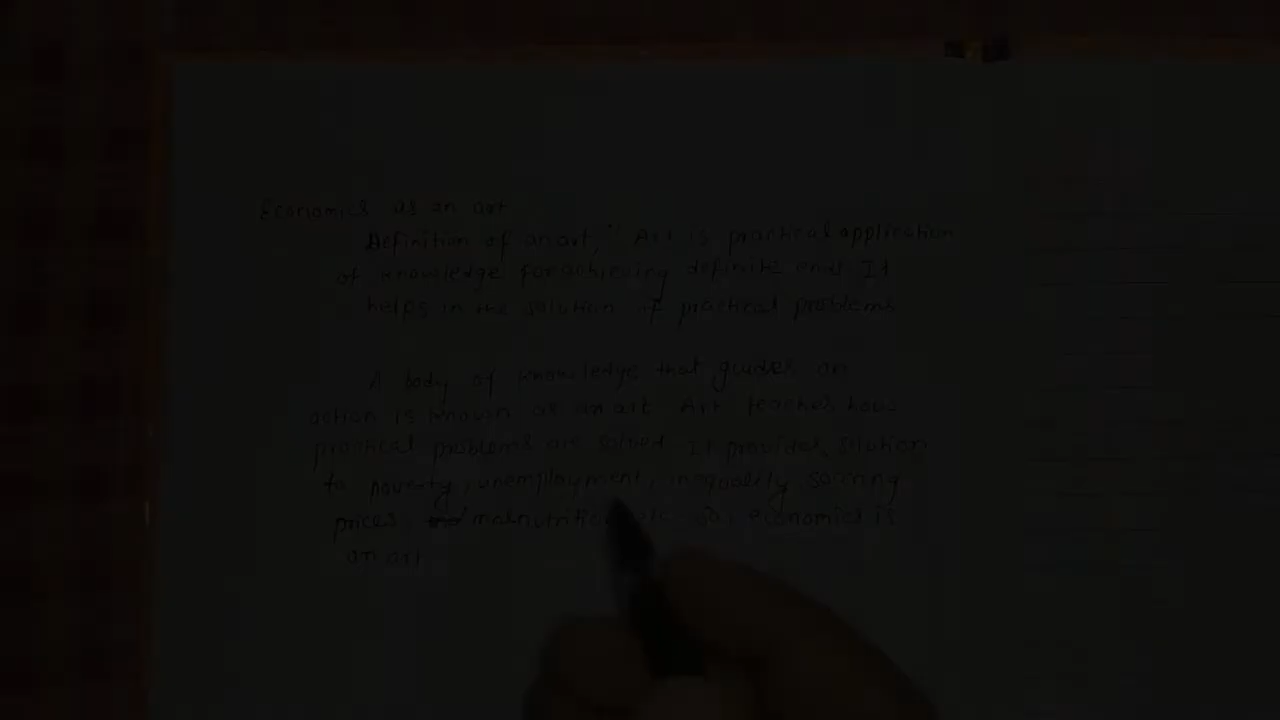 Economics as an art
Definition of an art : Art is practical application
of knowledge for achieving definite ends It
helps in the solution of practical problems
A body of knowledge that guides an
action is known as an art Art teaches how
practical problems are solved It provides solution
to poverty, unemployment, inequality soaring
prices malnutrition etc economics is
an art